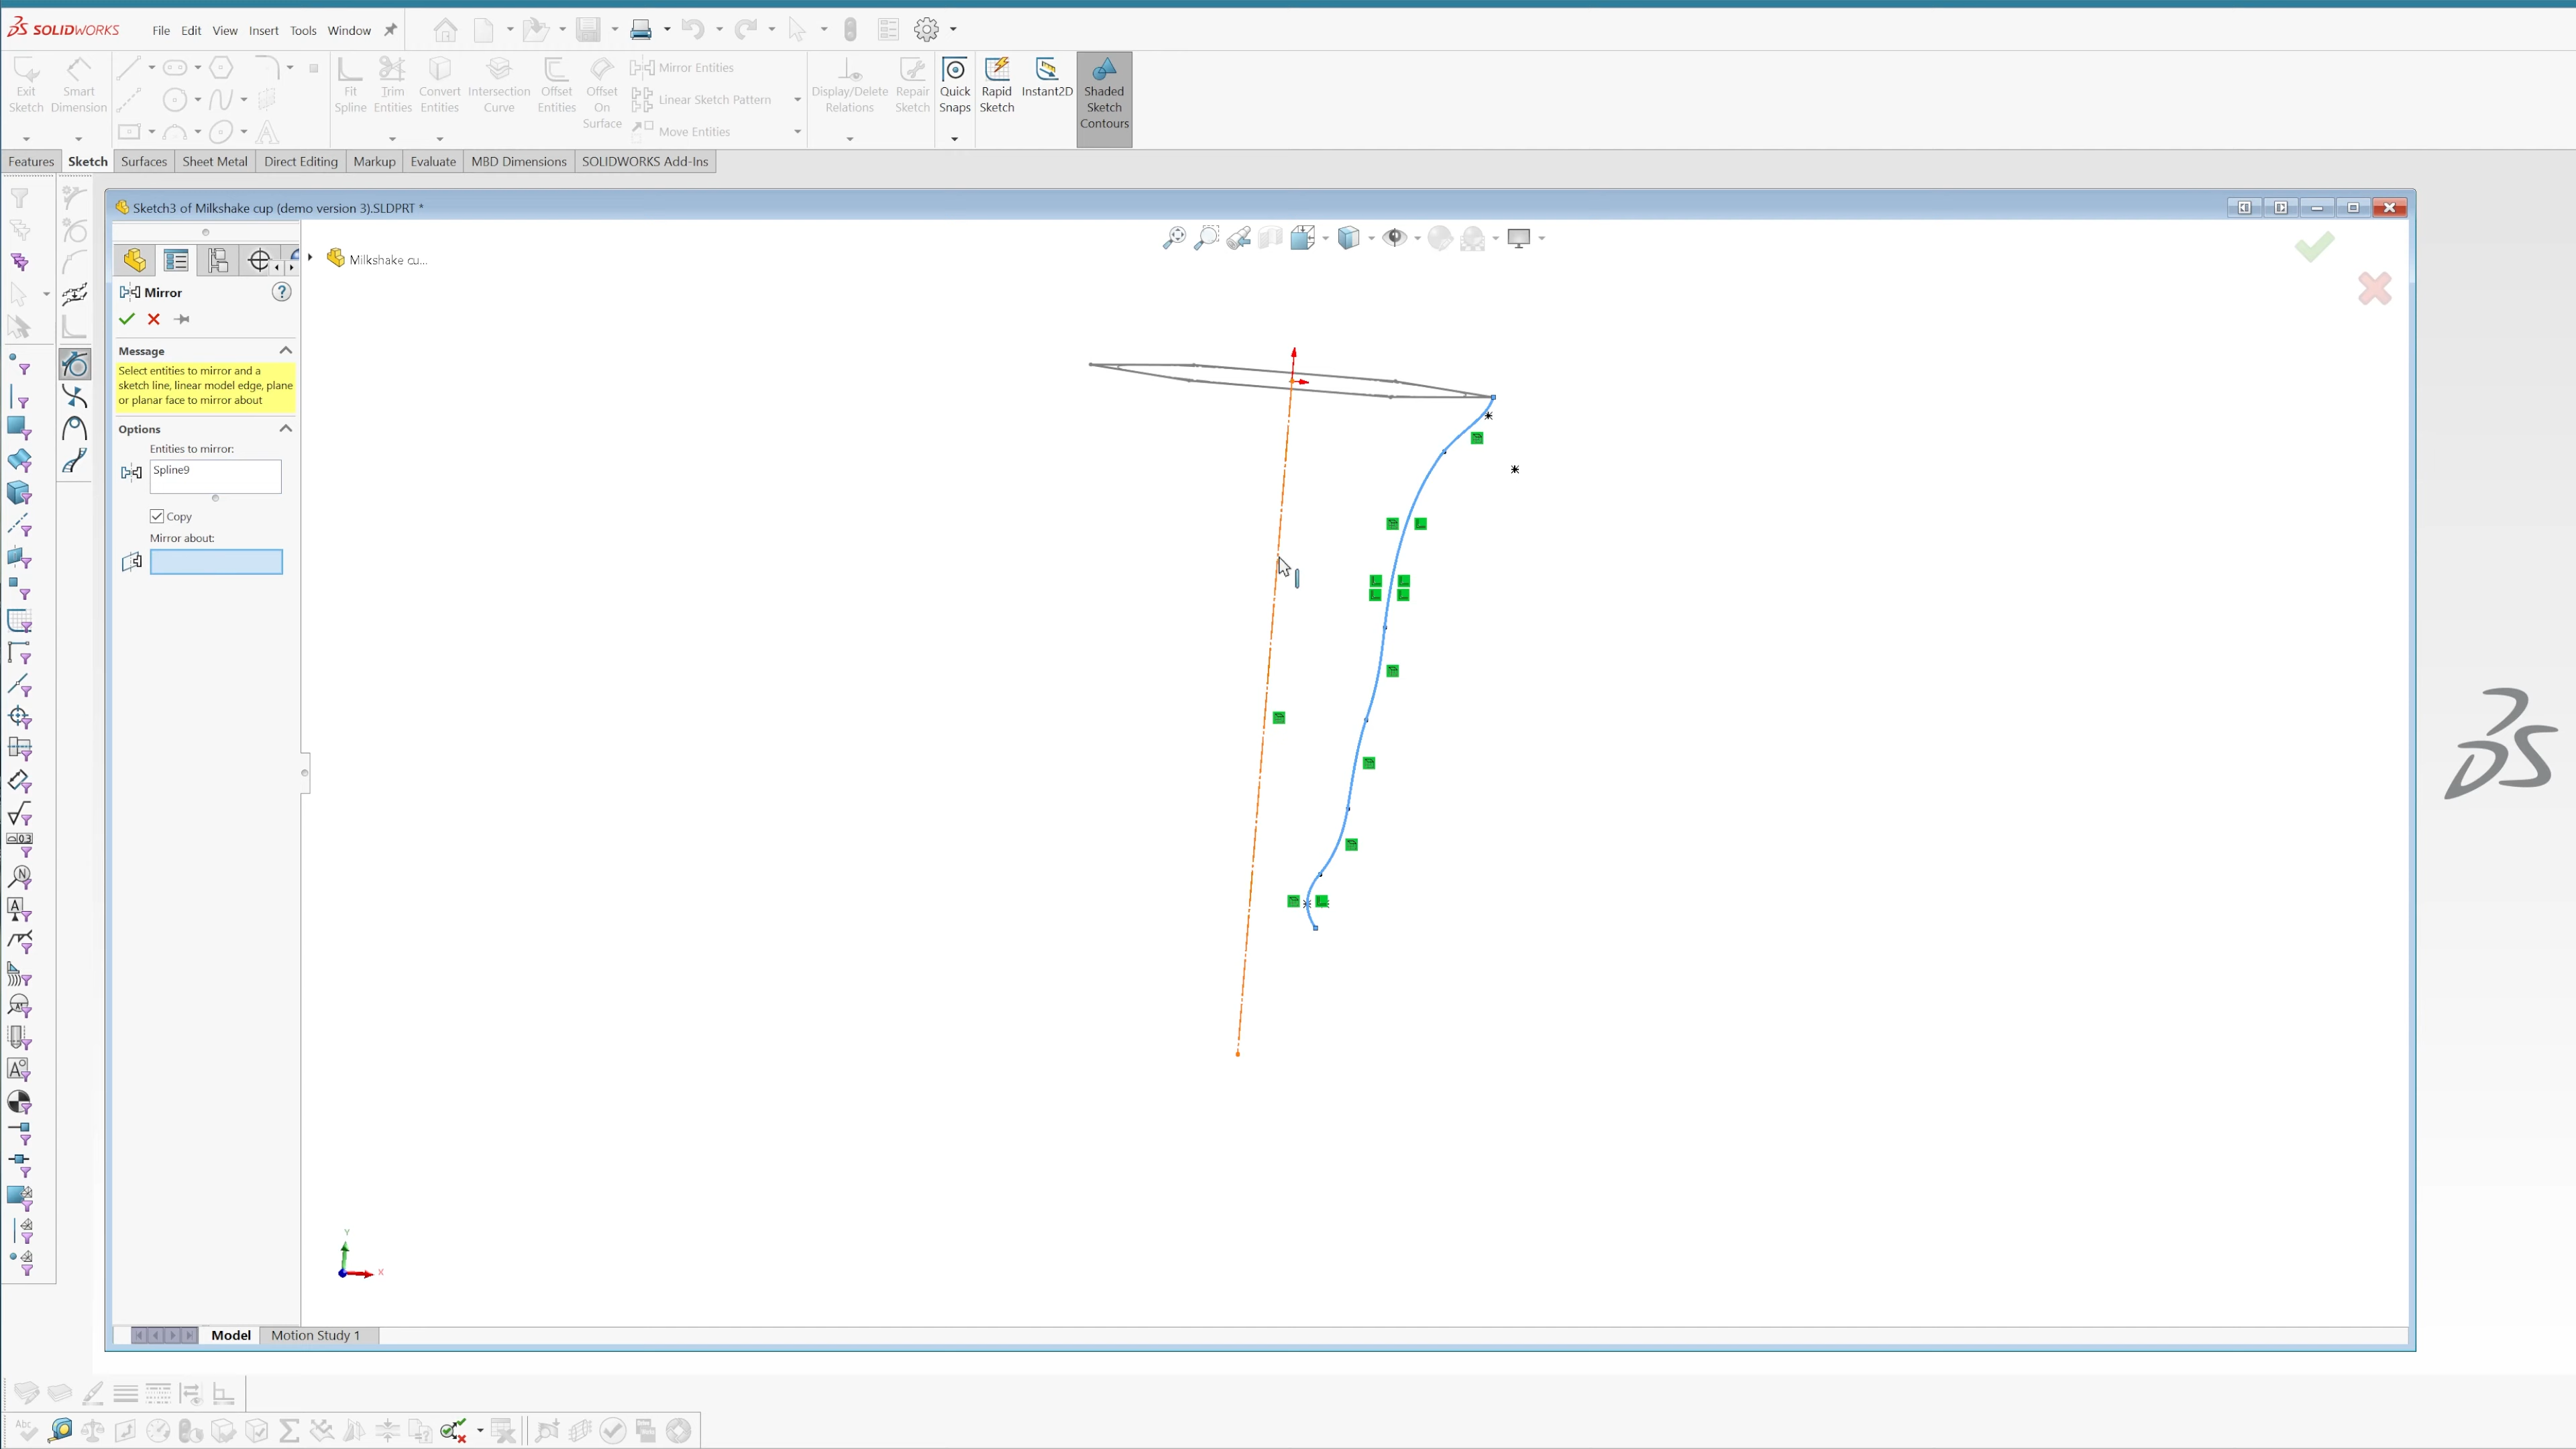 SOLIDWORKS File Edit View Insert Tools Window
Exit Sketch
Smart Dimension
Fit Spline
Trim Entities
Convert Entities
Intersection Curve
Offset Entities
Offset On Surface
Mirror Entities
Linear Sketch Pattern
Move Entities
Display/Delete Relations
Repair Sketch
Quick Snaps
Rapid Sketch
Instant2D
Shaded Sketch Contours
Features Sketch Surfaces Sheet Metal Direct Editing Markup Evaluate MBD Dimensions SOLIDWORKS Add-Ins
Sketch3 of Milkshake cup (demo version 3).SLDPRT *
Milkshake cu...
Mirror
Message
Select entities to mirror and a
sketch line, linear model edge, plane
or planar face to mirror about
Options
Entities to mirror:
Spline9
Copy
Mirror about:
Y
X
Model Motion Study 1